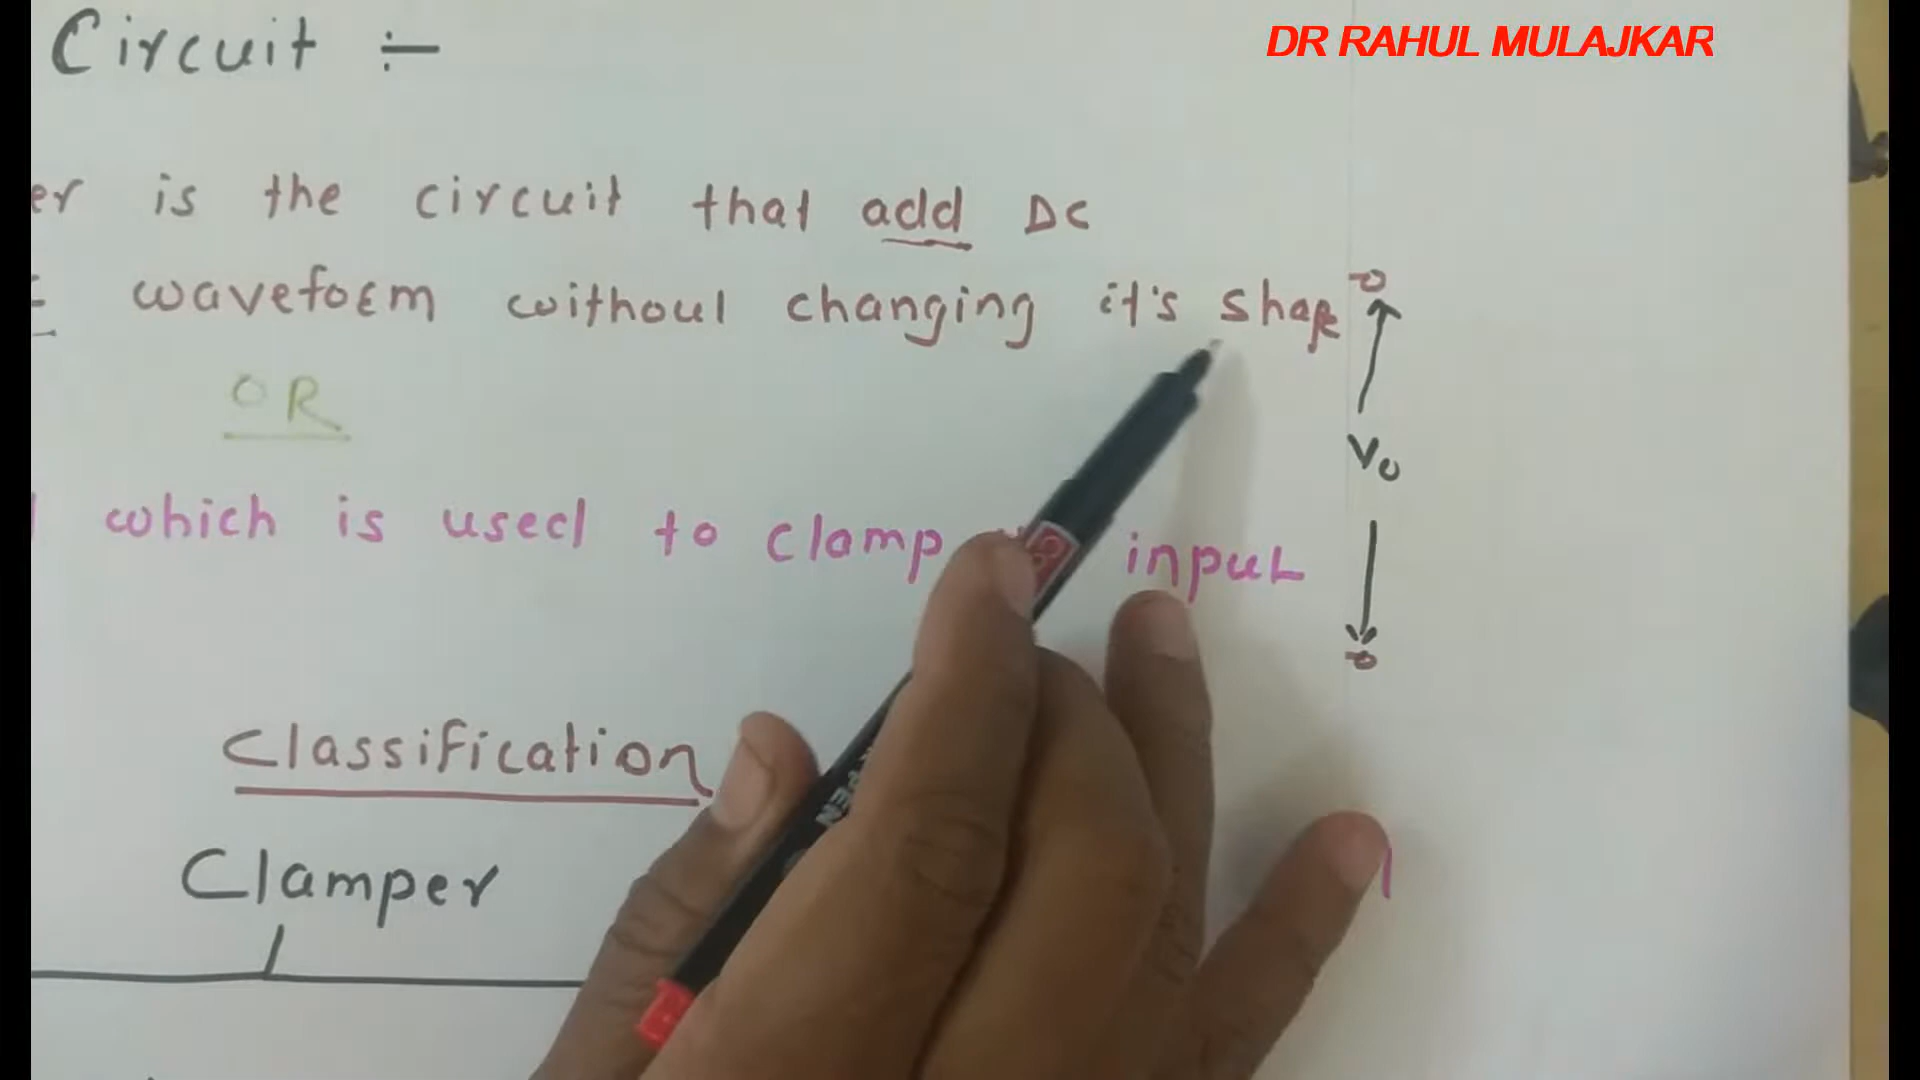 DR RAHUL MULAJKAR
Circuit :-
er is the circuit that add DC
waveform without changing it's shape
OR
which is used to clamp input
Vo
Classification
Clamper